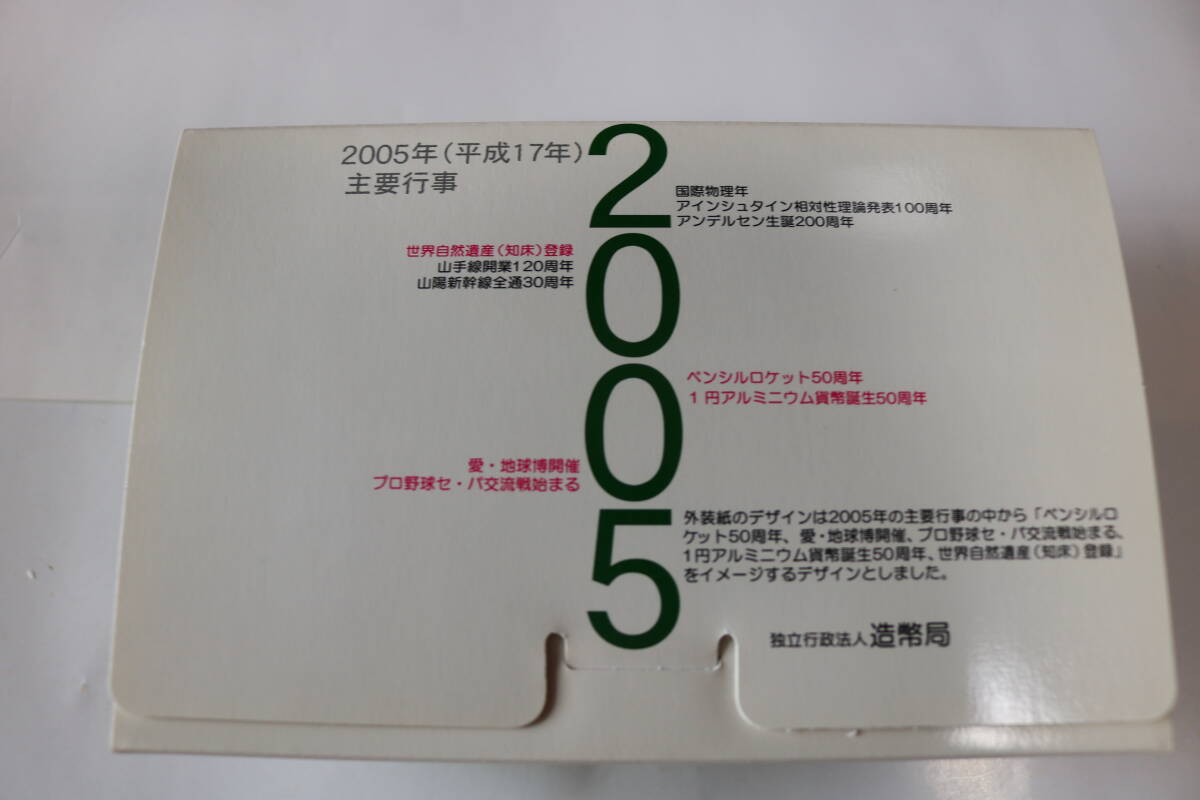 2005年(平成17年)
主要行事
2005
国際物理年
アインシュタイン相対性理論発表100周年
アンデルセン生誕200周年
世界自然遺産(知床)登録
山手線開業120周年
山陽新幹線全通30周年
ペンシルロケット50周年
1円アルミニウム貨幣誕生50周年
愛・地球博開催
プロ野球セ・パ交流戦始まる
外装紙のデザインは2005年の主要行事の中から「ペンシルロ
ケット50周年、愛・地球博開催、プロ野球セ・パ交流戦始まる、
1円アルミニウム貨幣誕生50周年、世界自然遺産(知床)登録」
をイメージするデザインとしました。
独立行政法人 造幣局